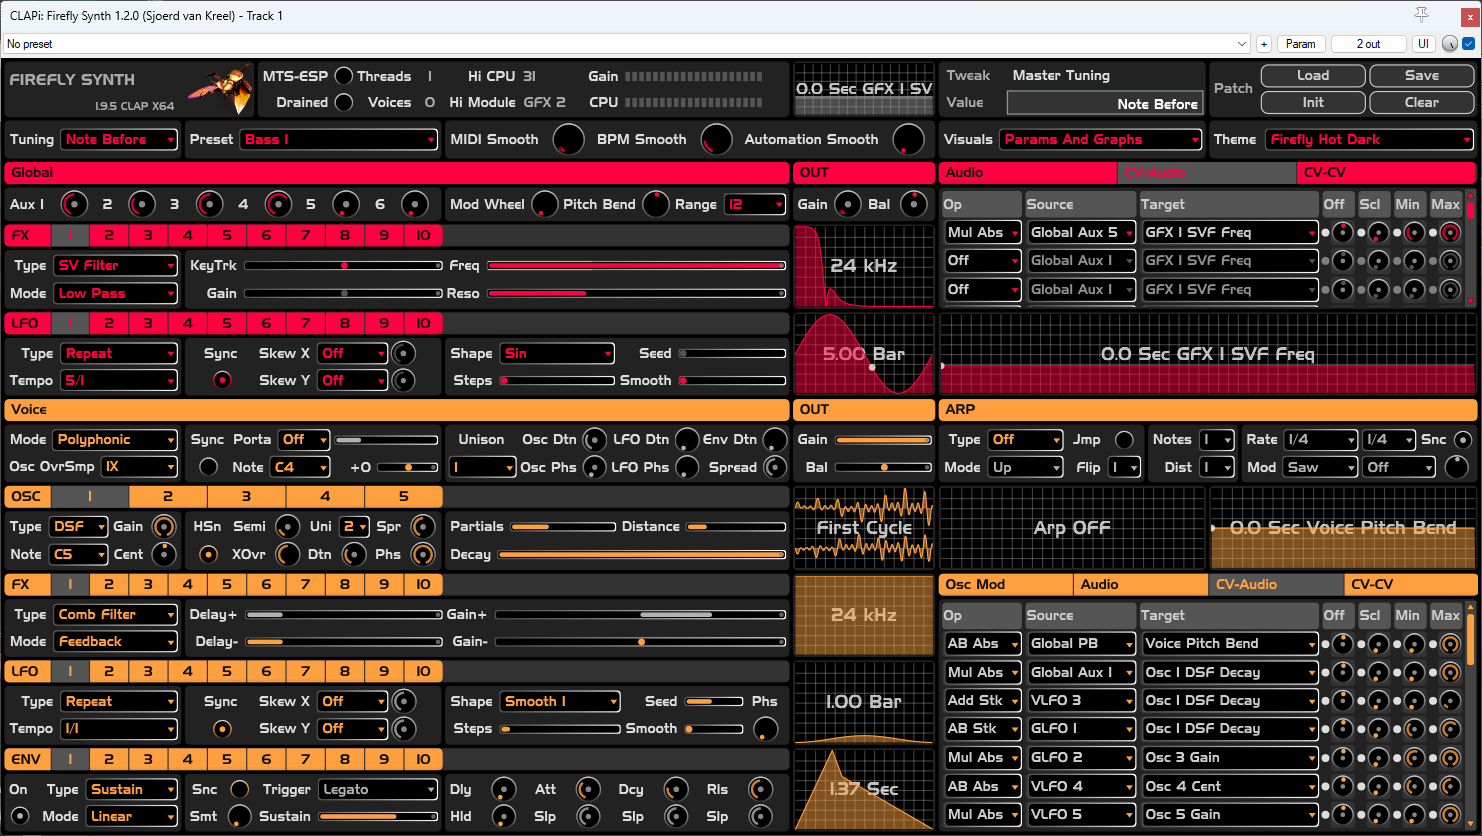 CLAPi: Firefly Synth 1.2.0 (Sjoerd van Kreel) - Track 1
No preset + Param 2 out UI
FIREFLY SYNTH MTS-ESP Threads 1 Hi CPU 31 Gain 0.0 Sec GFX 1 SV Tweak Master Tuning Patch Load Save
1.9.5 CLAP X64 Drained Voices 0 Hi Module GFX 2 CPU Value Note Before Init Clear
Tuning Note Before Preset Bass 1 MIDI Smooth BPM Smooth Automation Smooth Visuals Params And Graphs Theme Firefly Hot Dark
Global OUT Audio CV-Audio CV-CV
Aux 1 2 3 4 5 6 Mod Wheel Pitch Bend Range 12 Gain Bal Op Source Target Off Scl Min Max
FX 1 2 3 4 5 6 7 8 9 10 Mul Abs Global Aux 5 GFX 1 SVF Freq
Type SV Filter KeyTrk Freq 24 kHz Off Global Aux 1 GFX 1 SVF Freq
Mode Low Pass Gain Reso Off Global Aux 1 GFX 1 SVF Freq
LFO 1 2 3 4 5 6 7 8 9 10
Type Repeat Sync Skew X Off Shape Sin Seed 5.00 Bar 0.0 Sec GFX 1 SVF Freq
Tempo 5/1 Skew Y Off Steps Smooth
Voice OUT ARP
Mode Polyphonic Sync Porta Off Unison Osc Dtn LFO Dtn Env Dtn Gain Type Off Jmp Notes 1 Rate 1/4 1/4 Snc
Osc OvrSmp 1X Note C4 +0 1 Osc Phs LFO Phs Spread Bal Mode Up Flip 1 Dist 1 Mod Saw Off
OSC 1 2 3 4 5
Type DSF Gain HSn Semi Uni 2 Spr Partials Distance First Cycle Arp OFF 0.0 Sec Voice Pitch Bend
Note C5 Cent XOvr Dtn Phs Decay
FX 1 2 3 4 5 6 7 8 9 10 Osc Mod Audio CV-Audio CV-CV
Type Comb Filter Delay+ Gain+ 24 kHz Op Source Target Off Scl Min Max
Mode Feedback Delay- Gain- AB Abs Global PB Voice Pitch Bend
LFO 1 2 3 4 5 6 7 8 9 10 Mul Abs Global Aux 1 Osc 1 DSF Decay
Type Repeat Sync Skew X Off Shape Smooth 1 Seed Phs 1.00 Bar Add Stk VLFO 3 Osc 1 DSF Decay
Tempo 1/1 Skew Y Off Steps Smooth AB Stk GLFO 1 Osc 1 DSF Decay
ENV 1 2 3 4 5 6 7 8 9 10 Mul Abs GLFO 2 Osc 3 Gain
On Type Sustain Snc Trigger Legato Dly Att Dcy Rls 1.37 Sec AB Abs VLFO 4 Osc 4 Cent
Mode Linear Smt Sustain Hld Slp Slp Slp Mul Abs VLFO 5 Osc 5 Gain